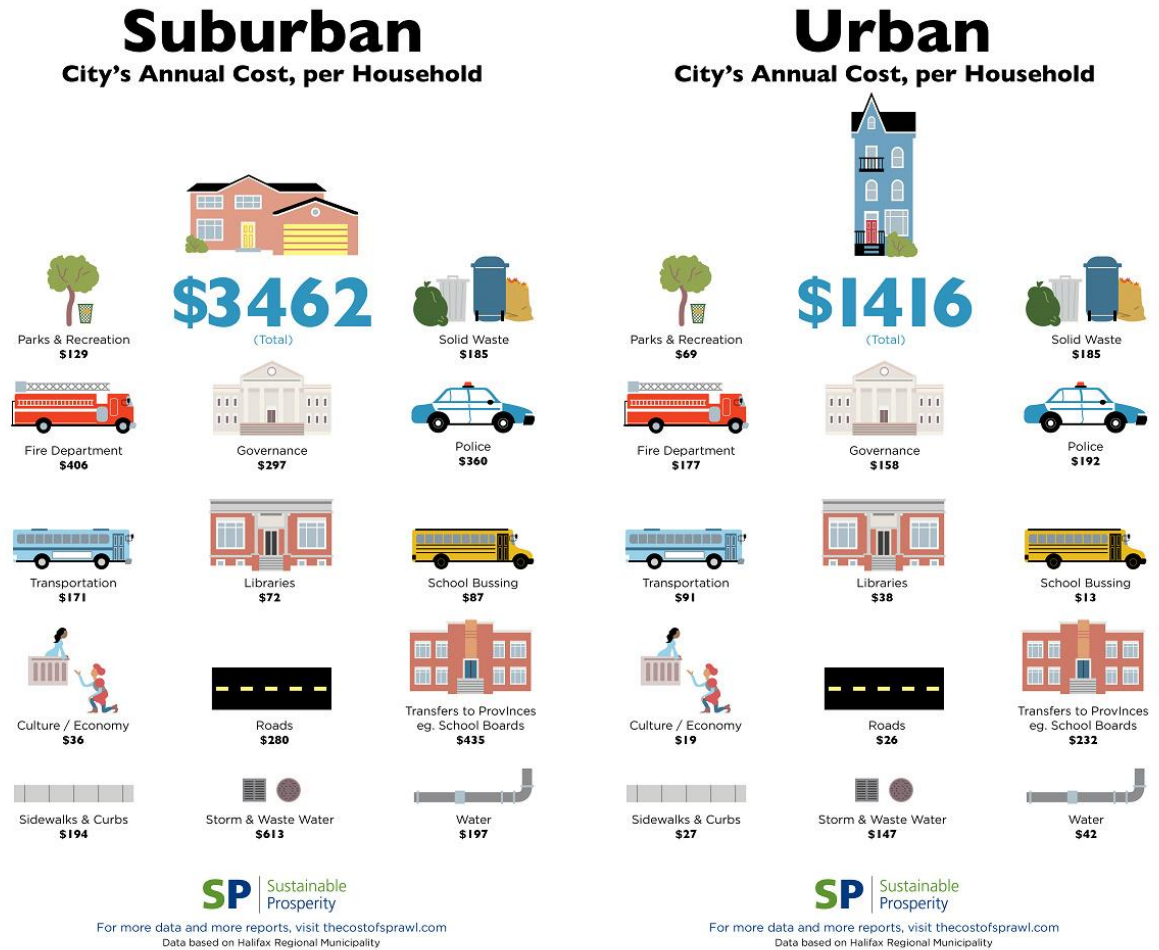 Suburban
City's Annual Cost, per Household
$3462
(Total)
Parks & Recreation
$129
Solid Waste
$185
Fire Department
$406
Governance
$297
Police
$360
Transportation
$171
Libraries
$72
School Bussing
$87
Culture / Economy
$36
Roads
$280
Transfers to ProvInces
eg. School Boards
$435
Sidewalks & Curbs
$194
Storm & Waste Water
$613
Water
$197
SP Sustainable
Prosperity
For more data and more reports, visit thecostofsprawl.com
Data based on Halifax Regional Municipality
Urban
City's Annual Cost, per Household
$1416
(Total)
Parks & Recreation
$69
Solid Waste
$185
Fire Department
$177
Governance
$158
Police
$192
Transportation
$91
Libraries
$38
School Bussing
$13
Culture / Economy
$19
Roads
$26
Transfers to ProvInces
eg. School Boards
$232
Sidewalks & Curbs
$27
Storm & Waste Water
$147
Water
$42
SP Sustainable
Prosperity
For more data and more reports, visit thecostofsprawl.com
Data based on Halifax Regional Municipality